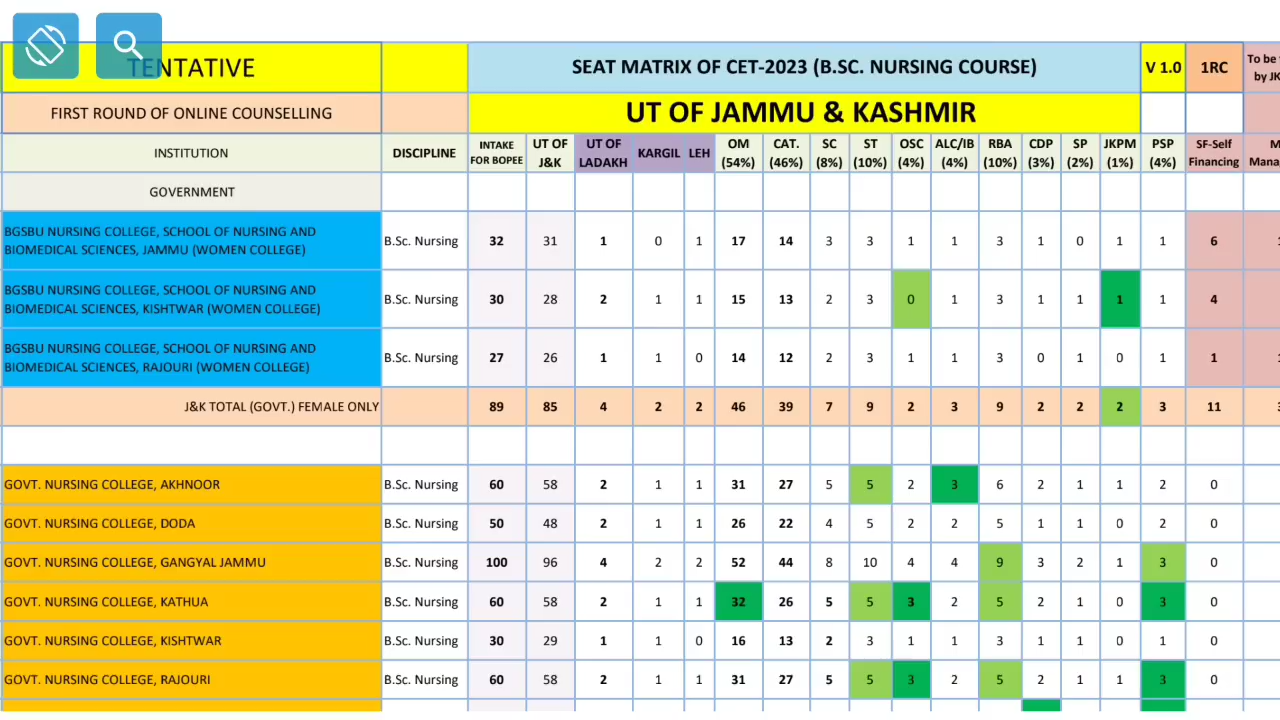 TENTATIVE SEAT MATRIX OF CET-2023 (B.SC. NURSING COURSE) V 1.0 1RC To be
by JK
FIRST ROUND OF ONLINE COUNSELLING UT OF JAMMU & KASHMIR
INSTITUTION DISCIPLINE INTAKE FOR BOPEE UT OF J&K UT OF LADAKH KARGIL LEH OM (54%) CAT. (46%) SC (8%) ST (10%) OSC (4%) ALC/IB (4%) RBA (10%) CDP (3%) SP (2%) JKPM (1%) PSP (4%) SF-Self Financing M Mana
GOVERNMENT
BGSBU NURSING COLLEGE, SCHOOL OF NURSING AND
BIOMEDICAL SCIENCES, JAMMU (WOMEN COLLEGE) B.Sc. Nursing 32 31 1 0 1 17 14 3 3 1 1 3 1 0 1 1 6
BGSBU NURSING COLLEGE, SCHOOL OF NURSING AND
BIOMEDICAL SCIENCES, KISHTWAR (WOMEN COLLEGE) B.Sc. Nursing 30 28 2 1 1 15 13 2 3 0 1 3 1 1 1 1 4
BGSBU NURSING COLLEGE, SCHOOL OF NURSING AND
BIOMEDICAL SCIENCES, RAJOURI (WOMEN COLLEGE) B.Sc. Nursing 27 26 1 1 0 14 12 2 3 1 1 3 0 1 0 1 1
J&K TOTAL (GOVT.) FEMALE ONLY 89 85 4 2 2 46 39 7 9 2 3 9 2 2 2 3 11
GOVT. NURSING COLLEGE, AKHNOOR B.Sc. Nursing 60 58 2 1 1 31 27 5 5 2 3 6 2 1 1 2 0
GOVT. NURSING COLLEGE, DODA B.Sc. Nursing 50 48 2 1 1 26 22 4 5 2 2 5 1 1 0 2 0
GOVT. NURSING COLLEGE, GANGYAL JAMMU B.Sc. Nursing 100 96 4 2 2 52 44 8 10 4 4 9 3 2 1 3 0
GOVT. NURSING COLLEGE, KATHUA B.Sc. Nursing 60 58 2 1 1 32 26 5 5 3 2 5 2 1 0 3 0
GOVT. NURSING COLLEGE, KISHTWAR B.Sc. Nursing 30 29 1 1 0 16 13 2 3 1 1 3 1 1 0 1 0
GOVT. NURSING COLLEGE, RAJOURI B.Sc. Nursing 60 58 2 1 1 31 27 5 5 3 2 5 2 1 1 3 0